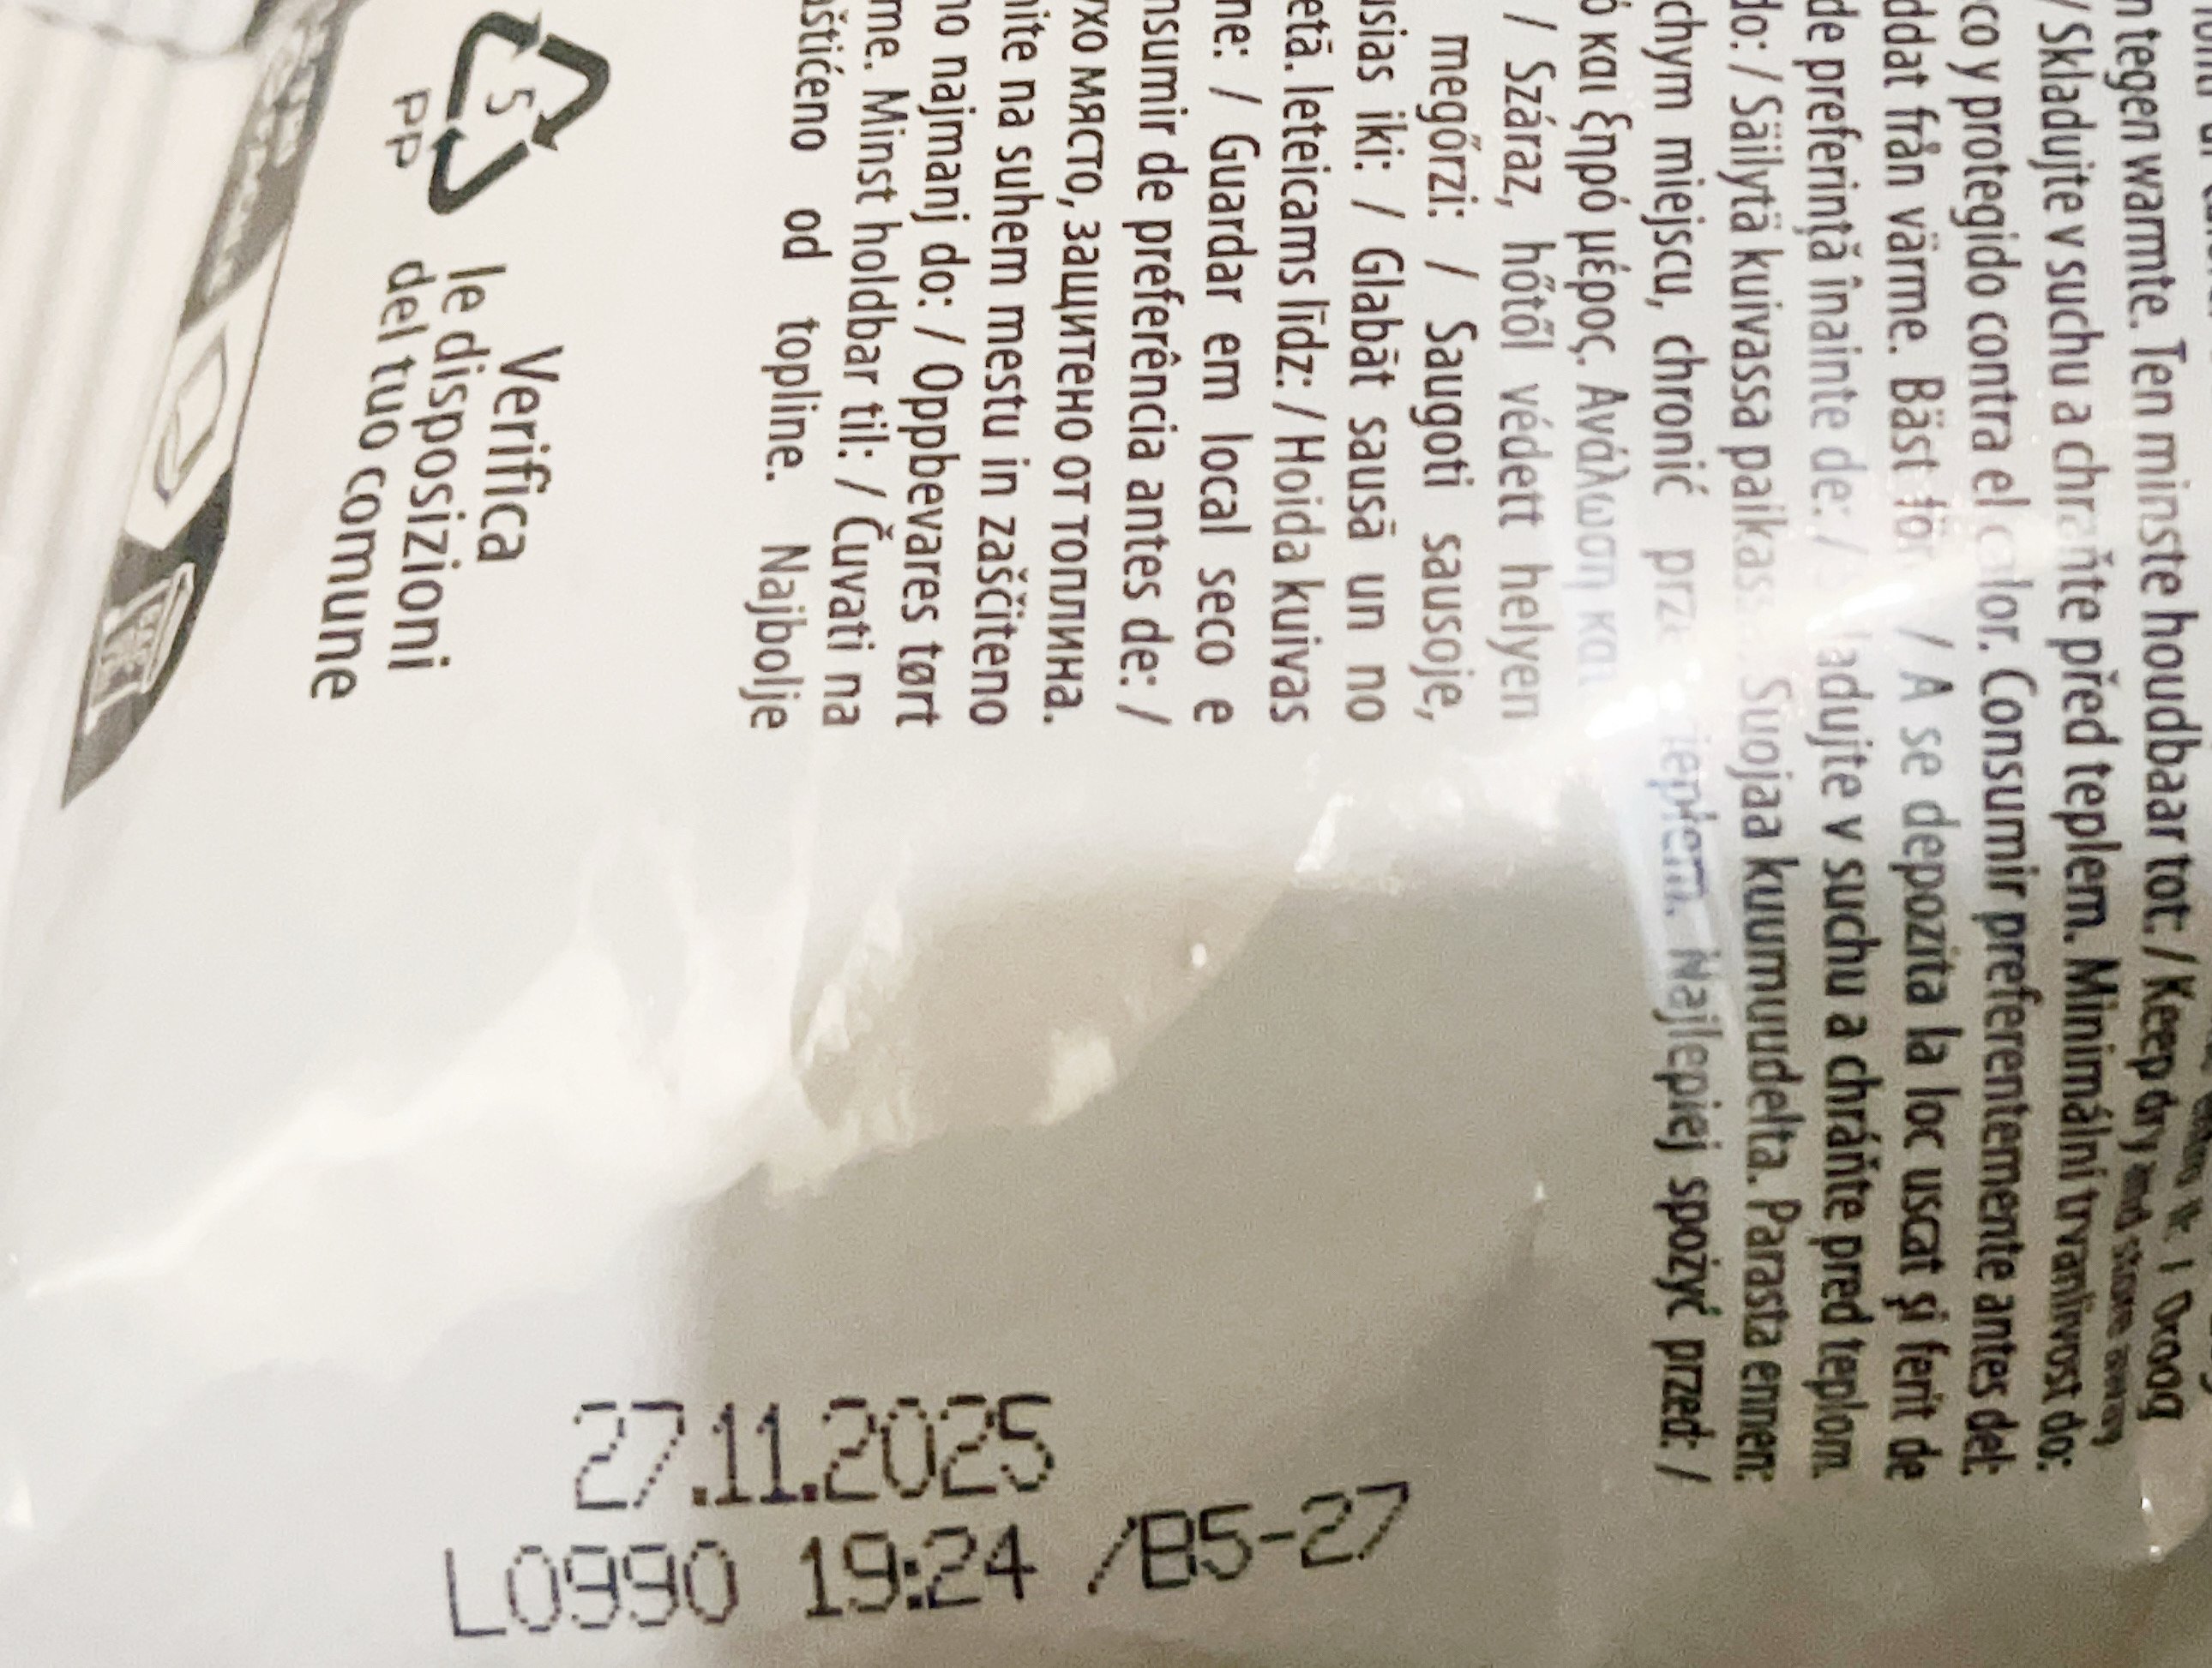 tegen warmte. Ten minste houdbaar tot: / Keep dry and store away
/ Skladujte v suchu a chraňte před teplem. Minimální trvanlivost do:
co y protegido contra el calor. Consumir preferentemente antes del:
ddat från värme. Bäst för / A se depozita la loc uscat şi ferit de
de preferinţă înainte de: / ladujte v suchu a chráňte pred teplom.
do: / Säilytä kuivassa paikassa. Suojaa kuumuudelta. Parasta ennen:
chym miejscu, chronić przed ciepłem. Najlepiej spożyć przed: /
ó και ξηρό μέρος. Ανάλωση και
/ Száraz, hőtől védett helyen
megőrzi: / Saugoti sausoje,
usias iki: / Glabāt sausā un no
etā. Ieteicams līdz: / Hoida kuivas
ne: / Guardar em local seco e
nsumir de preferência antes de: /
ухо място, защитено от топлина.
nite na suhem mestu in zaščiteno
no najmanj do: / Oppbevares tørt
me. Minst holdbar til: / Čuvati na
aštićeno od topline. Najbolje
5
PP
Verifica
le disposizioni
del tuo comune
27.11.2025
L0990 19:24 /B5-27